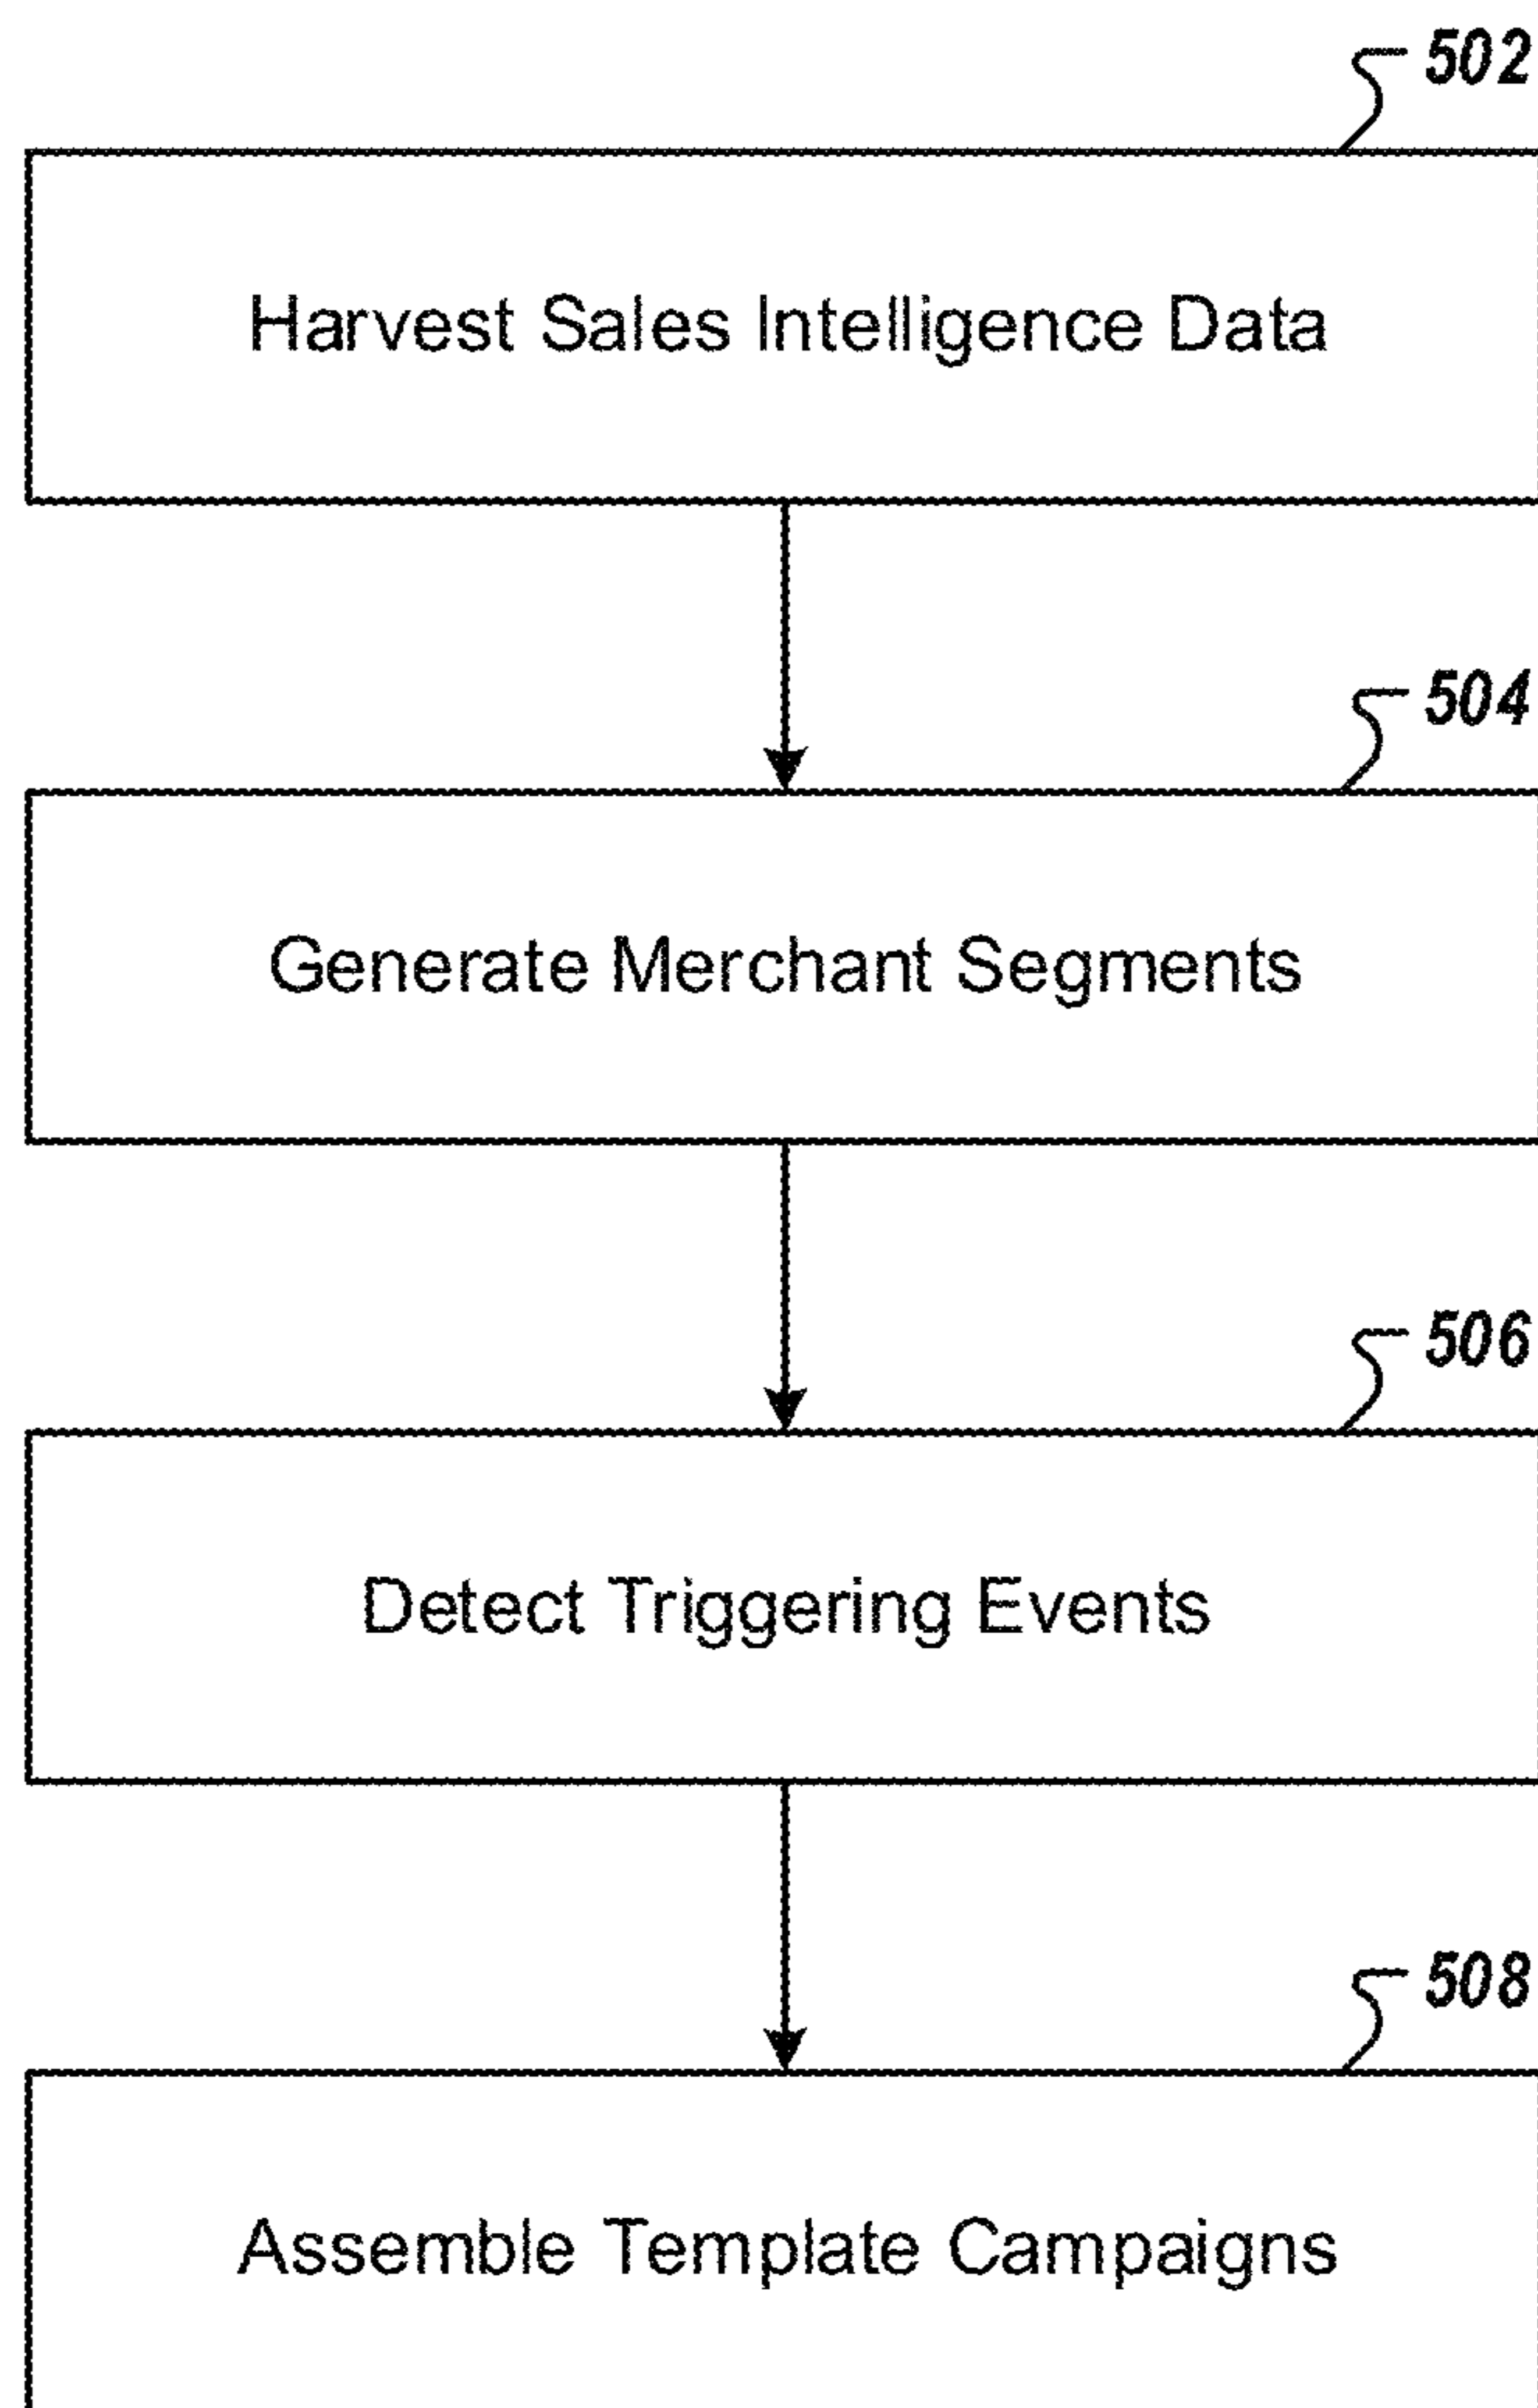 502
Harvest Sales Intelligence Data
504
Generate Merchant Segments
506
Detect Triggering Events
508
Assemble Template Campaigns